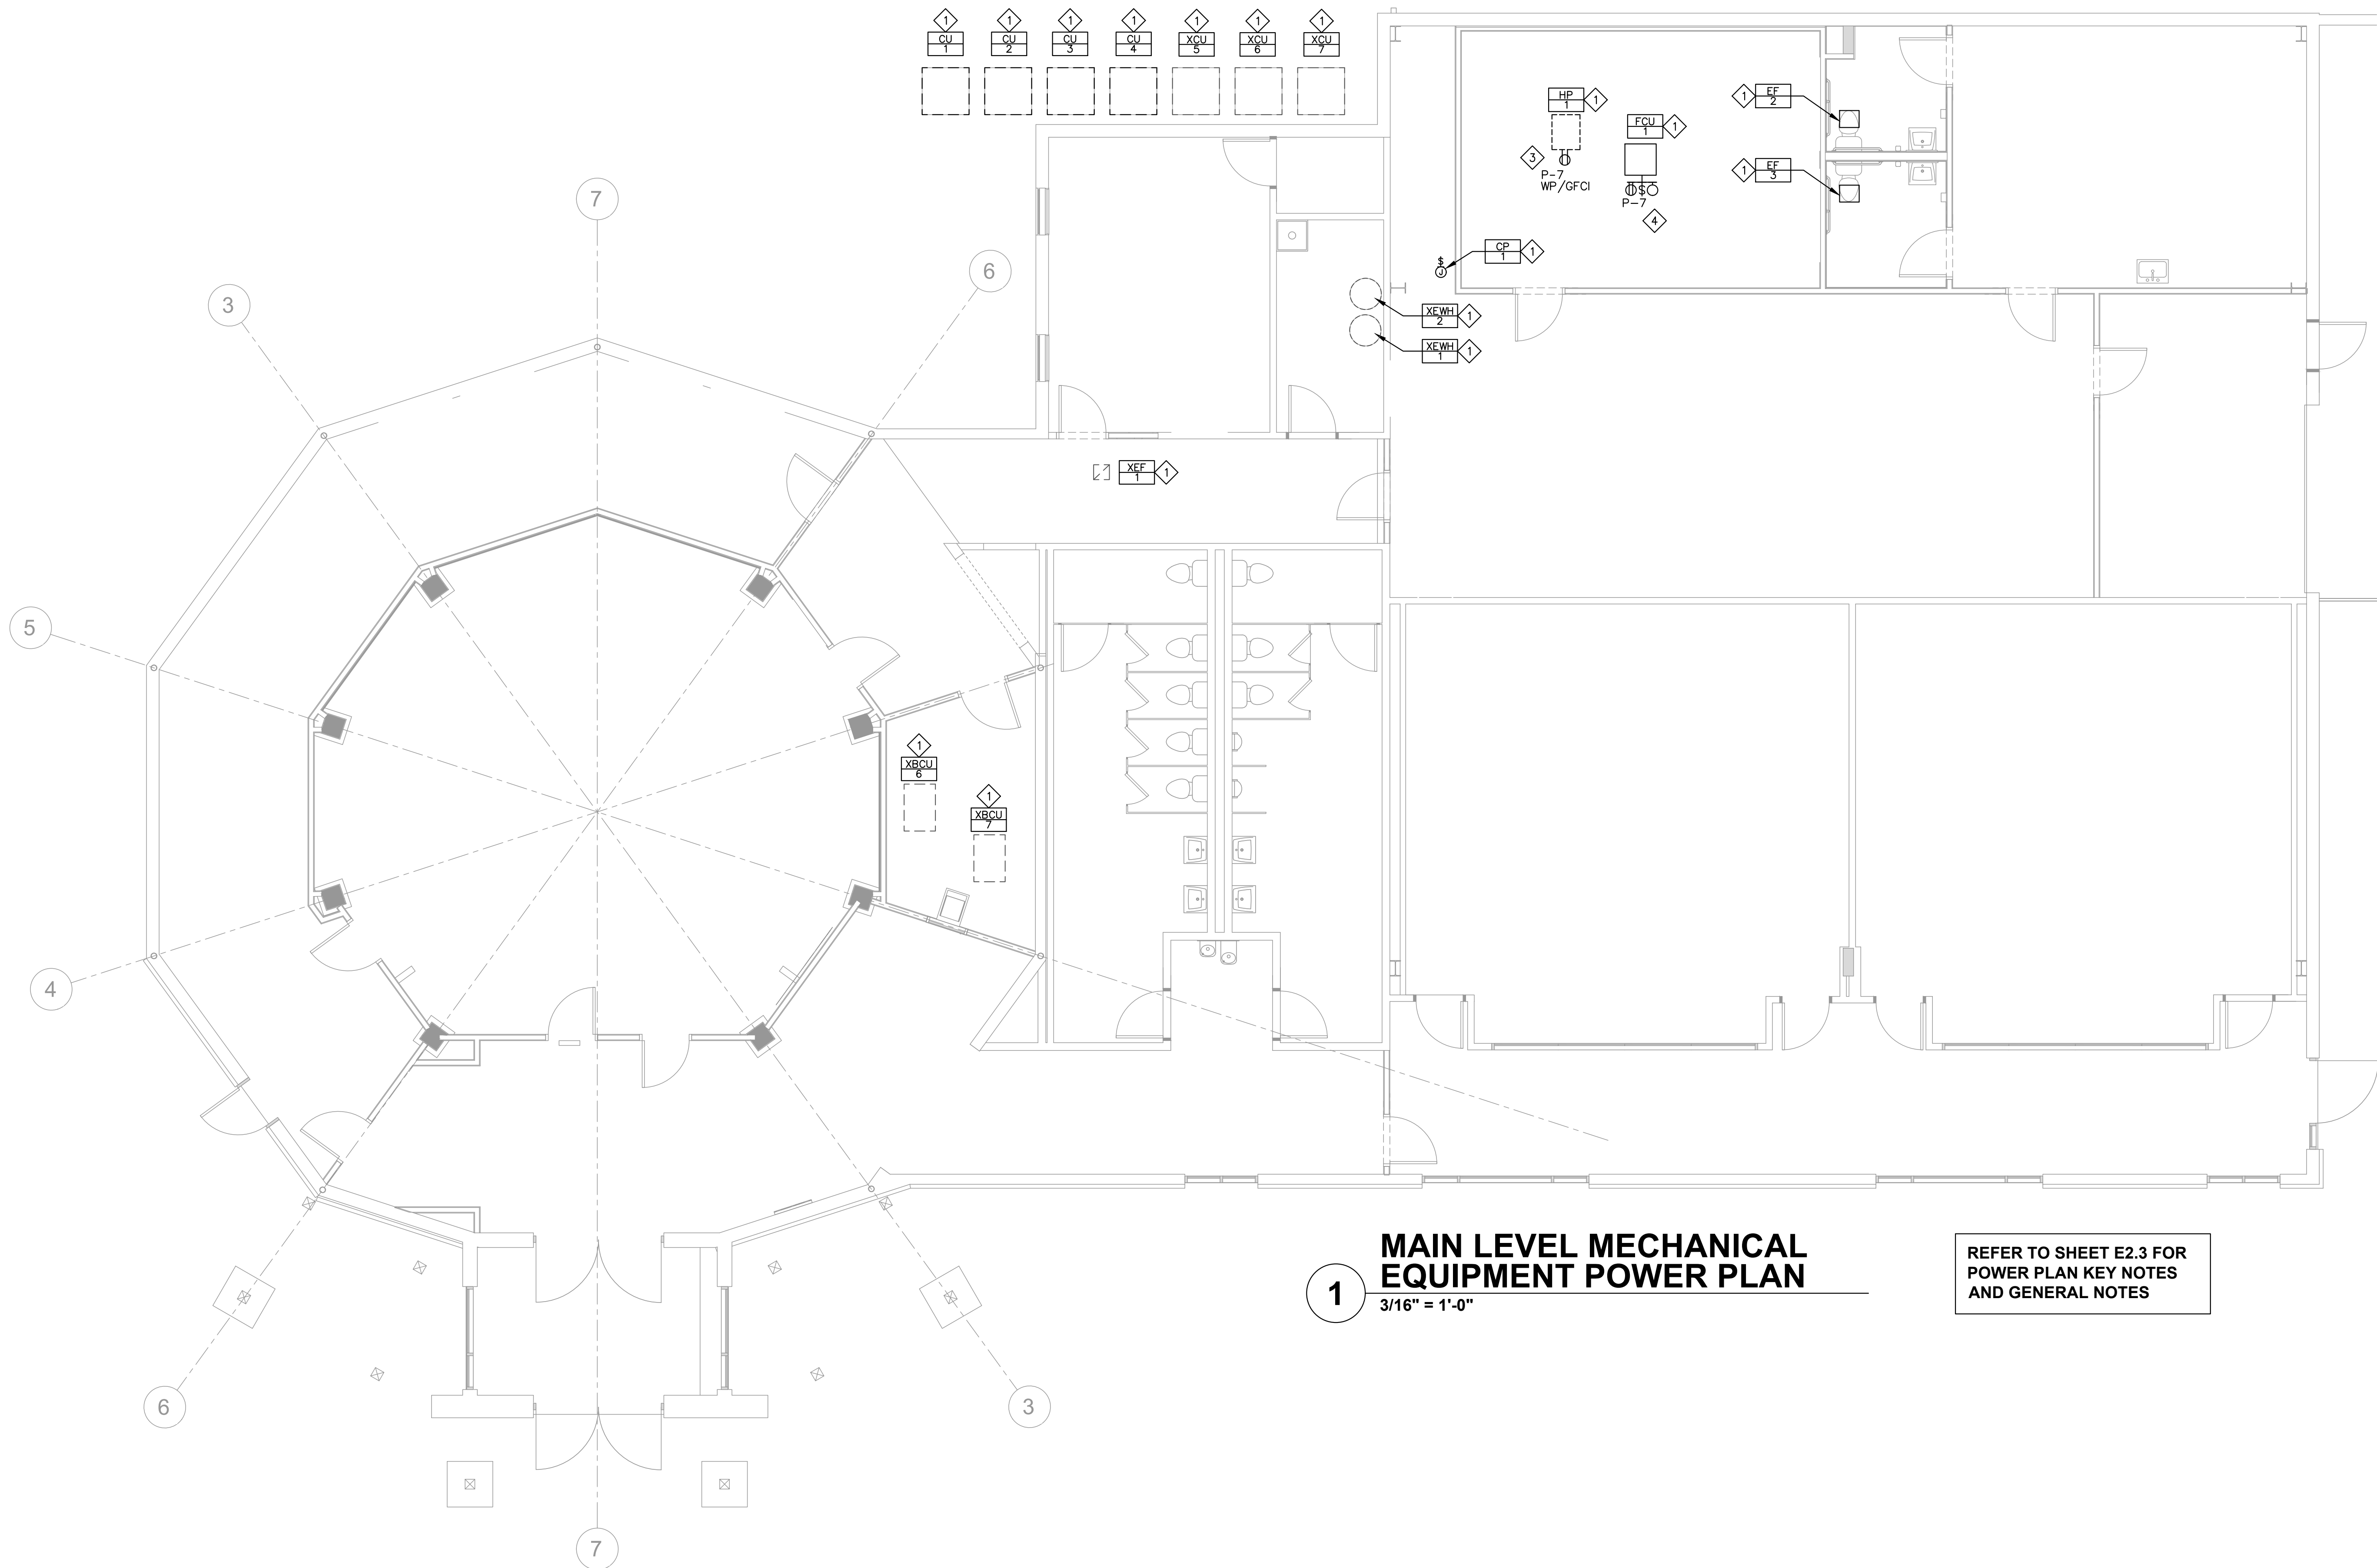 1 1 1 1 1 1 1
CU CU CU CU XCU XCU XCU
1 2 3 4 5 6 7
HP 1
1
FCU 1
1
3
P-7
WP/GFCI
$
P-7
4
1 EF
2
1 EF
3
CP 1
1
$
J
XEWH 1
2
XEWH 1
1
7
6
3
XEF 1
1
5
1
XBCU
6
1
XBCU
7
4
MAIN LEVEL MECHANICAL
EQUIPMENT POWER PLAN
1
3/16" = 1'-0"
REFER TO SHEET E2.3 FOR
POWER PLAN KEY NOTES
AND GENERAL NOTES
6
3
7